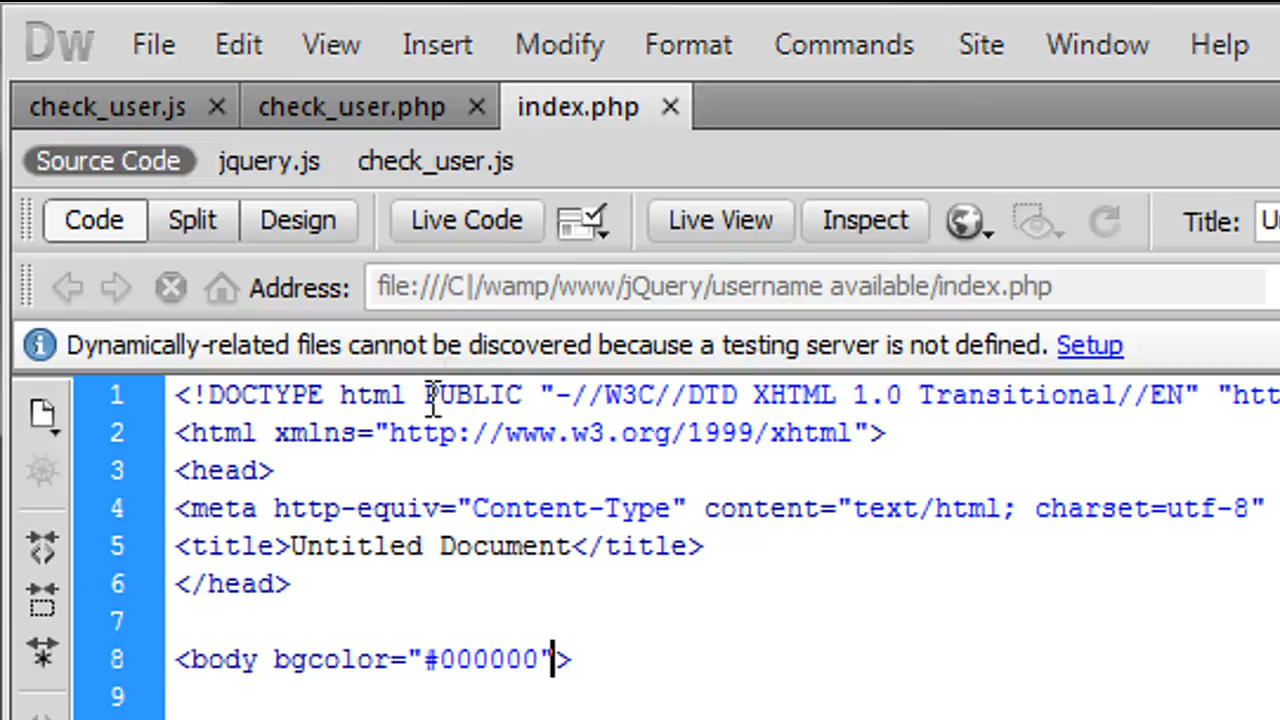 Dw File Edit View Insert Modify Format Commands Site Window Help
check_user.js check_user.php index.php
Source Code jquery.js check_user.js
Code Split Design Live Code Live View Inspect Title:
Address: file:///C|/wamp/www/jQuery/username available/index.php
Dynamically-related files cannot be discovered because a testing server is not defined. Setup
1 <!DOCTYPE html PUBLIC "-//W3C//DTD XHTML 1.0 Transitional//EN" "htt
2 <html xmlns="http://www.w3.org/1999/xhtml">
3 <head>
4 <meta http-equiv="Content-Type" content="text/html; charset=utf-8"
5 <title>Untitled Document</title>
6 </head>
7
8 <body bgcolor="#000000">
9